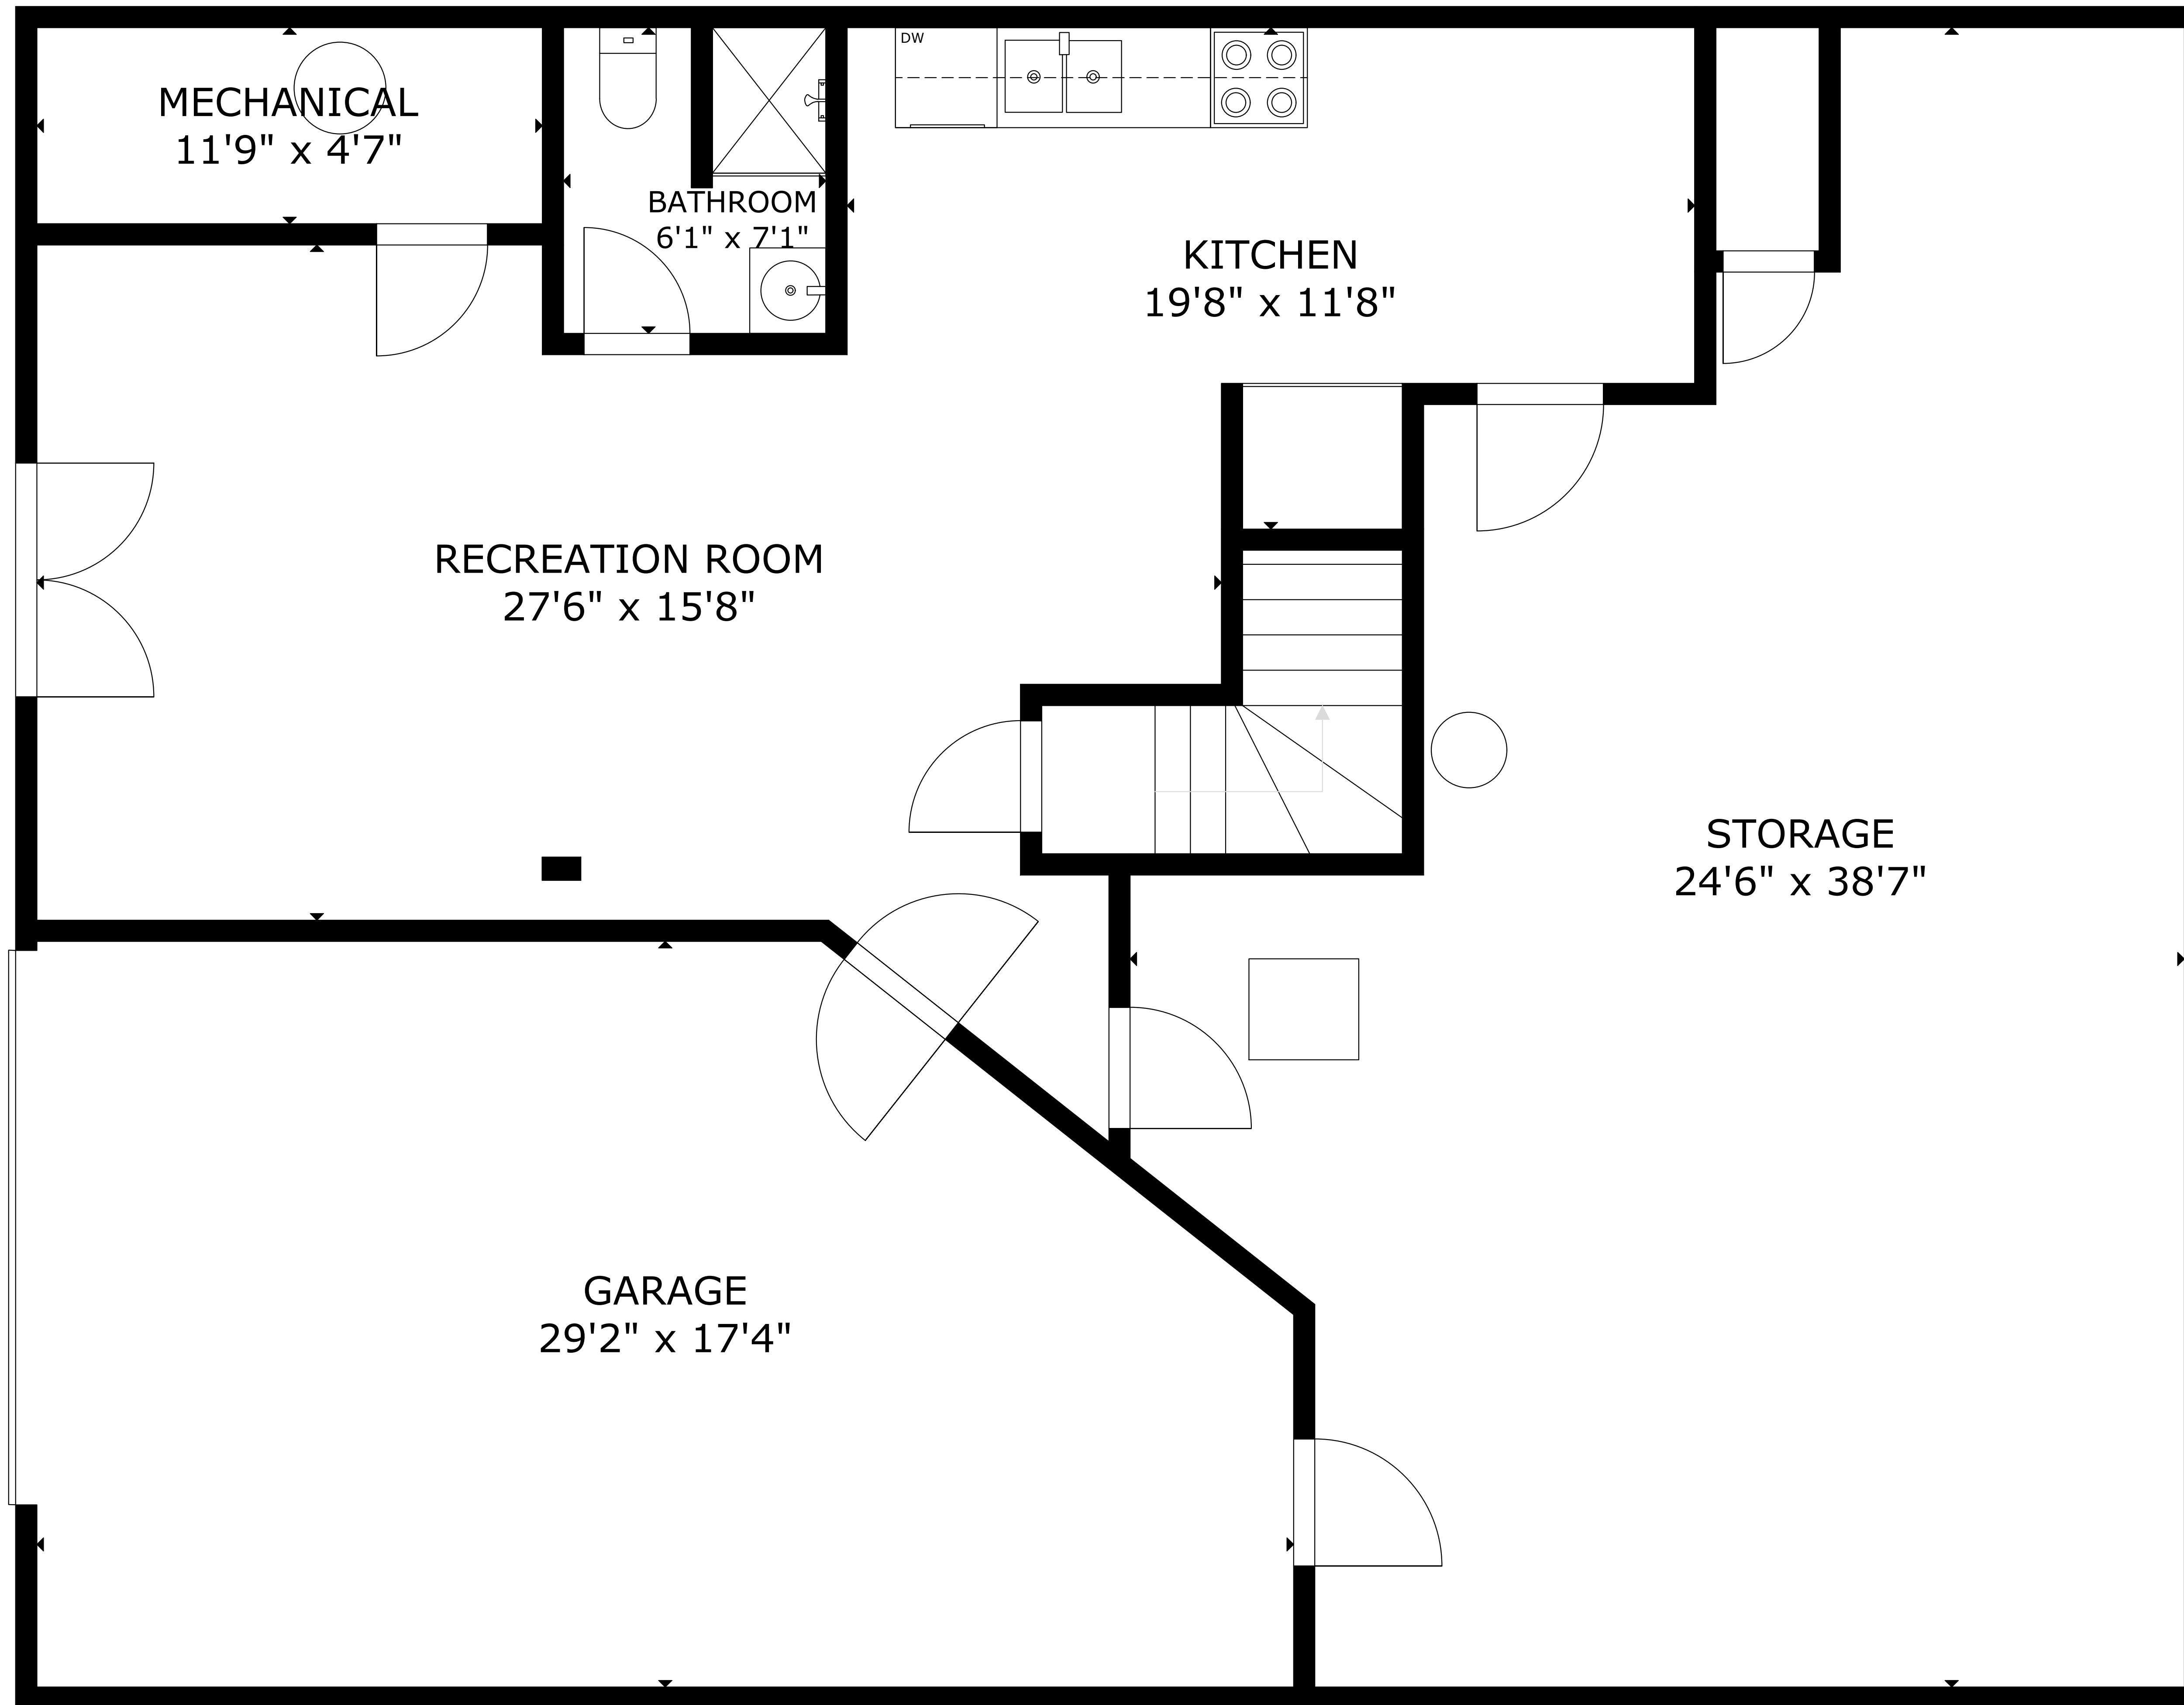 DW
MECHANICAL
11'9" x 4'7"
BATHROOM
6'1" x 7'1"
KITCHEN
19'8" x 11'8"
RECREATION ROOM
27'6" x 15'8"
STORAGE
24'6" x 38'7"
GARAGE
29'2" x 17'4"